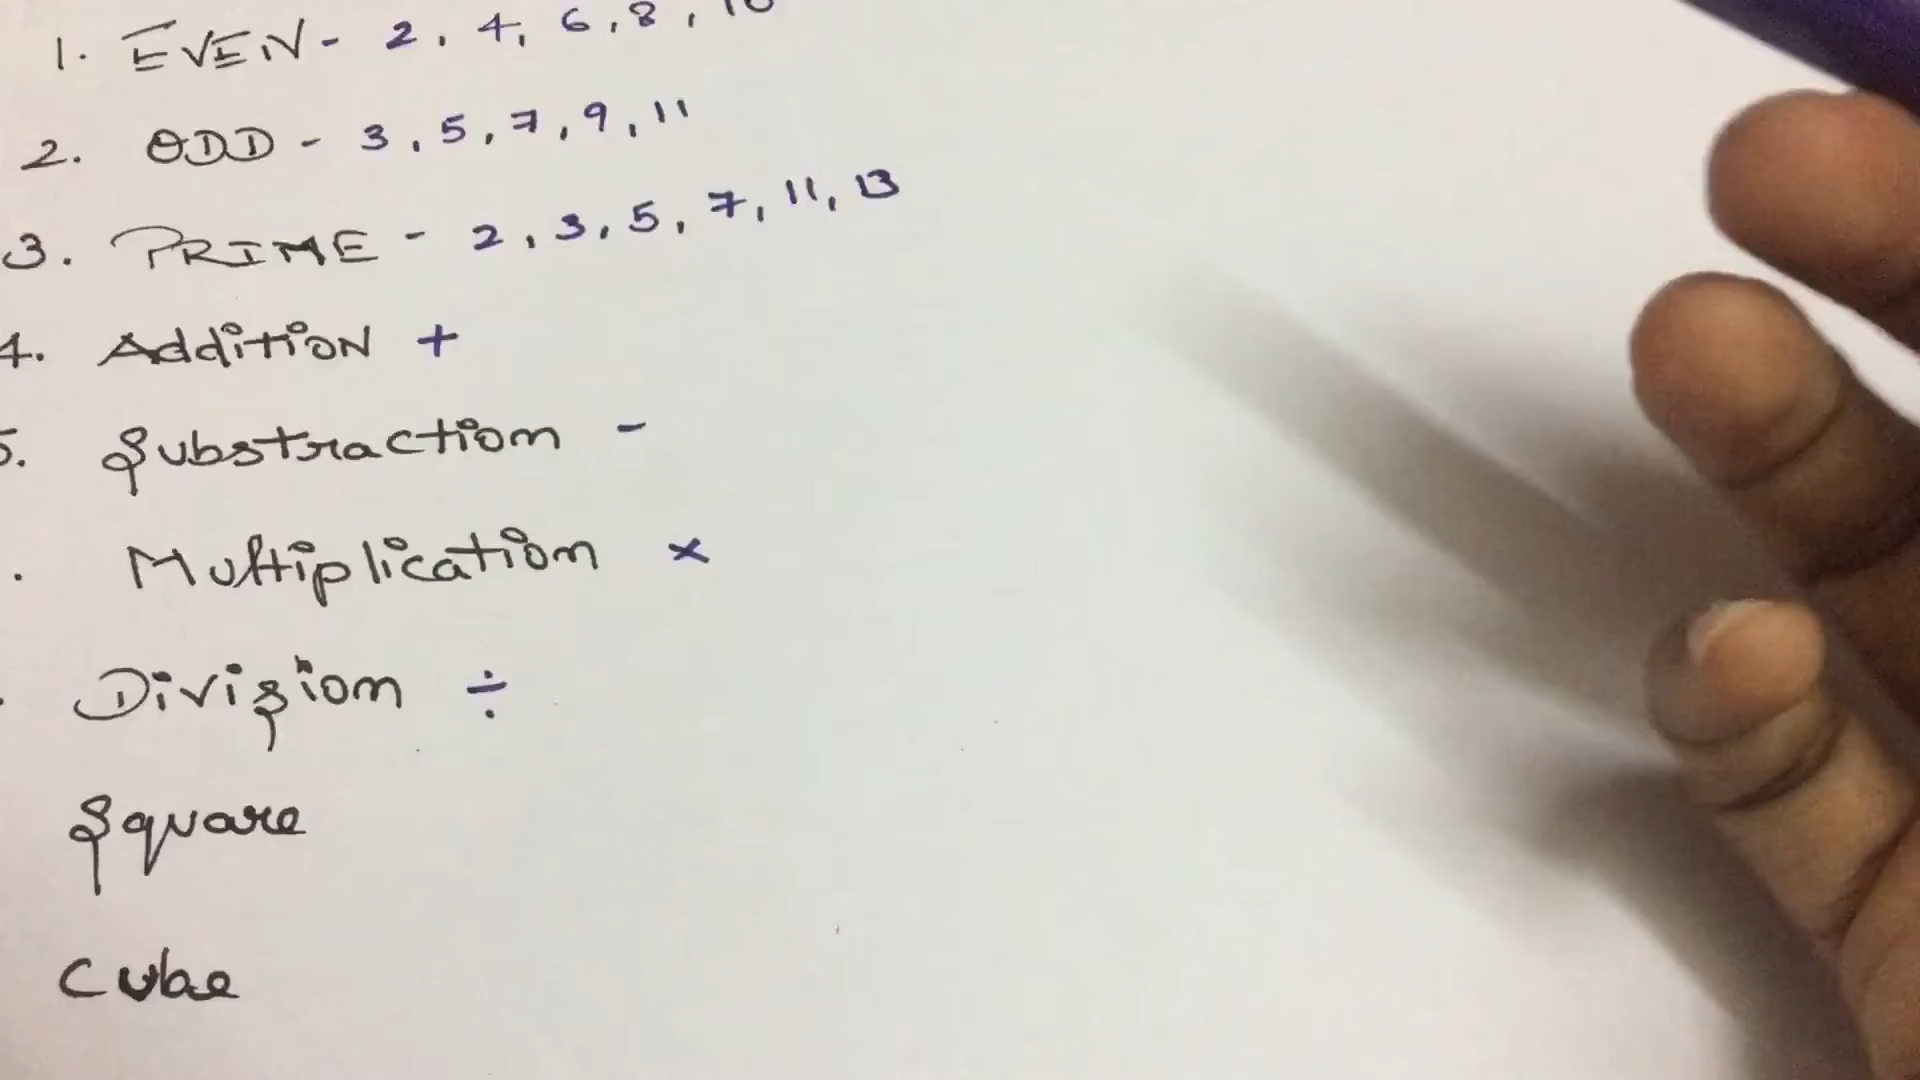 1. EVEN - 2, 4, 6, 8, 10
2. ODD - 3, 5, 7, 9, 11
3. PRIME - 2, 3, 5, 7, 11, 13
4. Addition +
5. Substraction -
. Multiplication ×
. Division ÷
Square
Cube